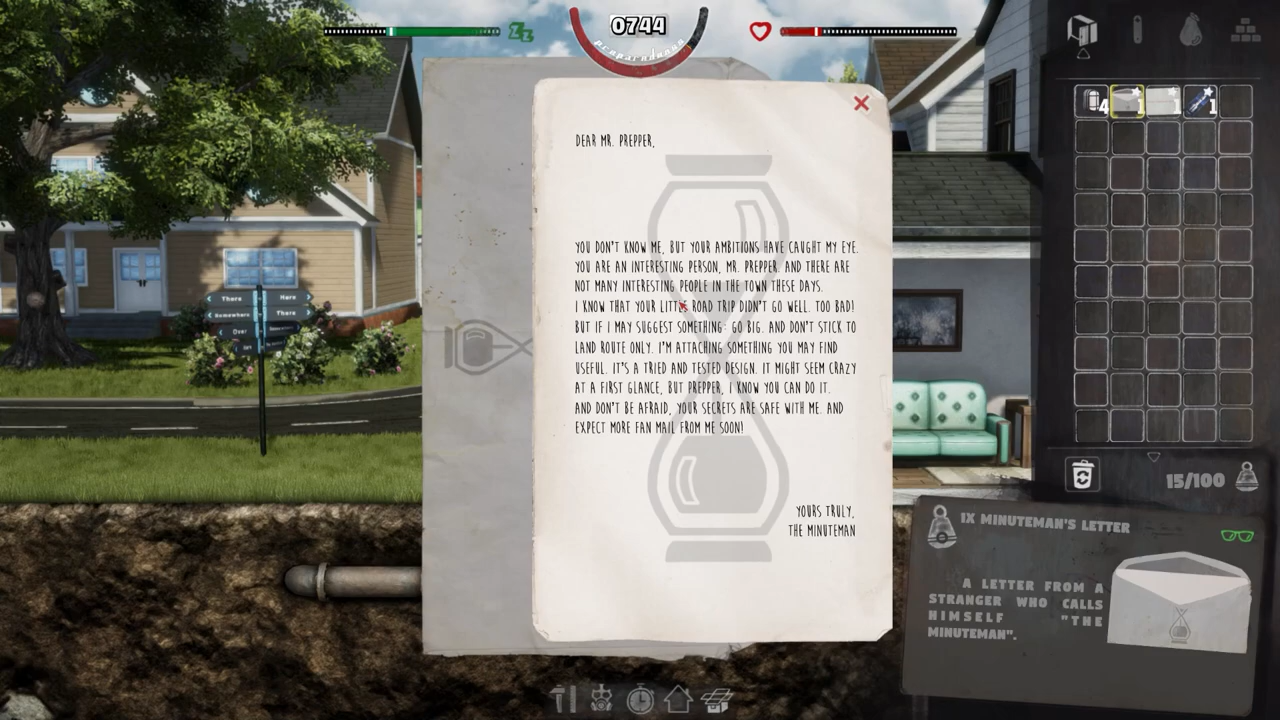 0744
preparadonus
ZZ
DEAR MR. PREPPER,
YOU DON'T KNOW ME, BUT YOUR AMBITIONS HAVE CAUGHT MY EYE.
YOU ARE AN INTERESTING PERSON, MR. PREPPER. AND THERE ARE
NOT MANY INTERESTING PEOPLE IN THE TOWN THESE DAYS.
I KNOW THAT YOUR LITTLE ROAD TRIP DIDN'T GO WELL. TOO BAD!
BUT IF I MAY SUGGEST SOMETHING: GO BIG. AND DON'T STICK TO
LAND ROUTE ONLY. I'M ATTACHING SOMETHING YOU MAY FIND
USEFUL. IT'S A TRIED AND TESTED DESIGN. IT MIGHT SEEM CRAZY
AT A FIRST GLANCE, BUT PREPPER, I KNOW YOU CAN DO IT.
AND DON'T BE AFRAID, YOUR SECRETS ARE SAFE WITH ME. AND
EXPECT MORE FAN MAIL FROM ME SOON!
YOURS TRULY,
THE MINUTEMAN
There
Here
Somewhere
There
Over
4
1
1
1
15/100
1X MINUTEMAN'S LETTER
A LETTER FROM A
STRANGER WHO CALLS
HIMSELF "THE
MINUTEMAN".